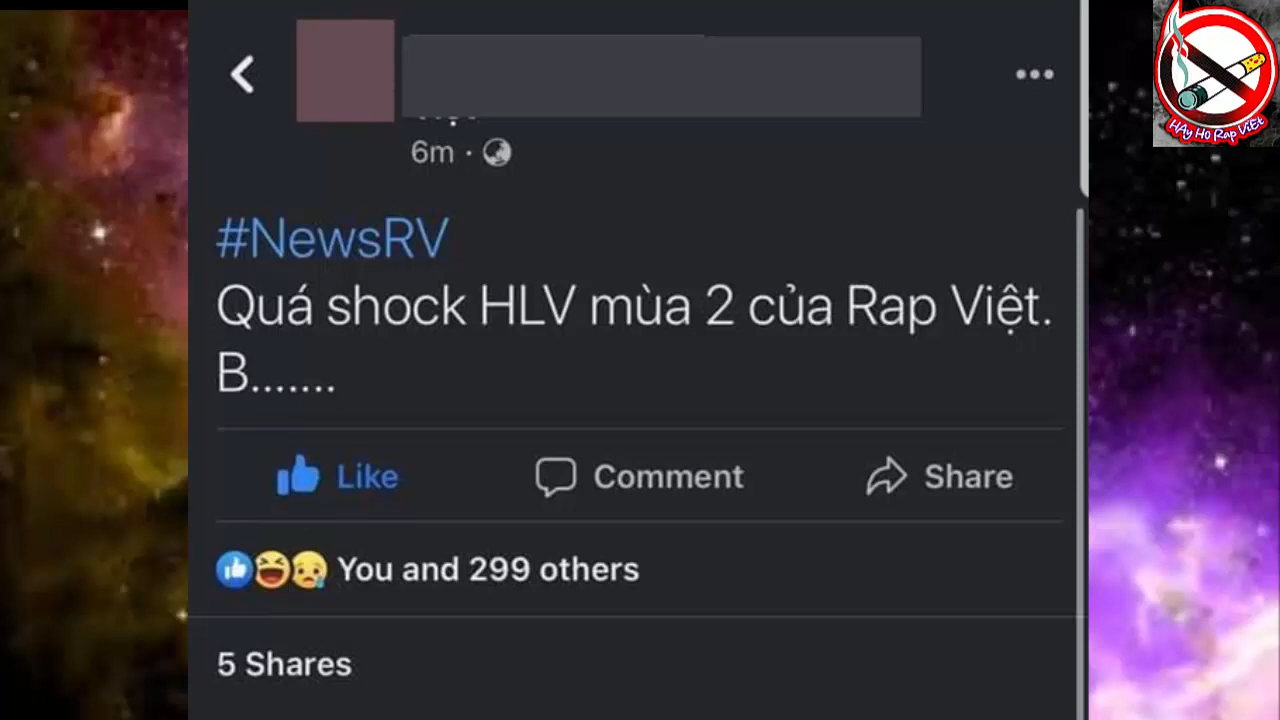 6m ·
#NewsRV
Quá shock HLV mùa 2 của Rap Việt.
B.......
Like Comment Share
You and 299 others
5 Shares
HAy Ho Rap ViEt